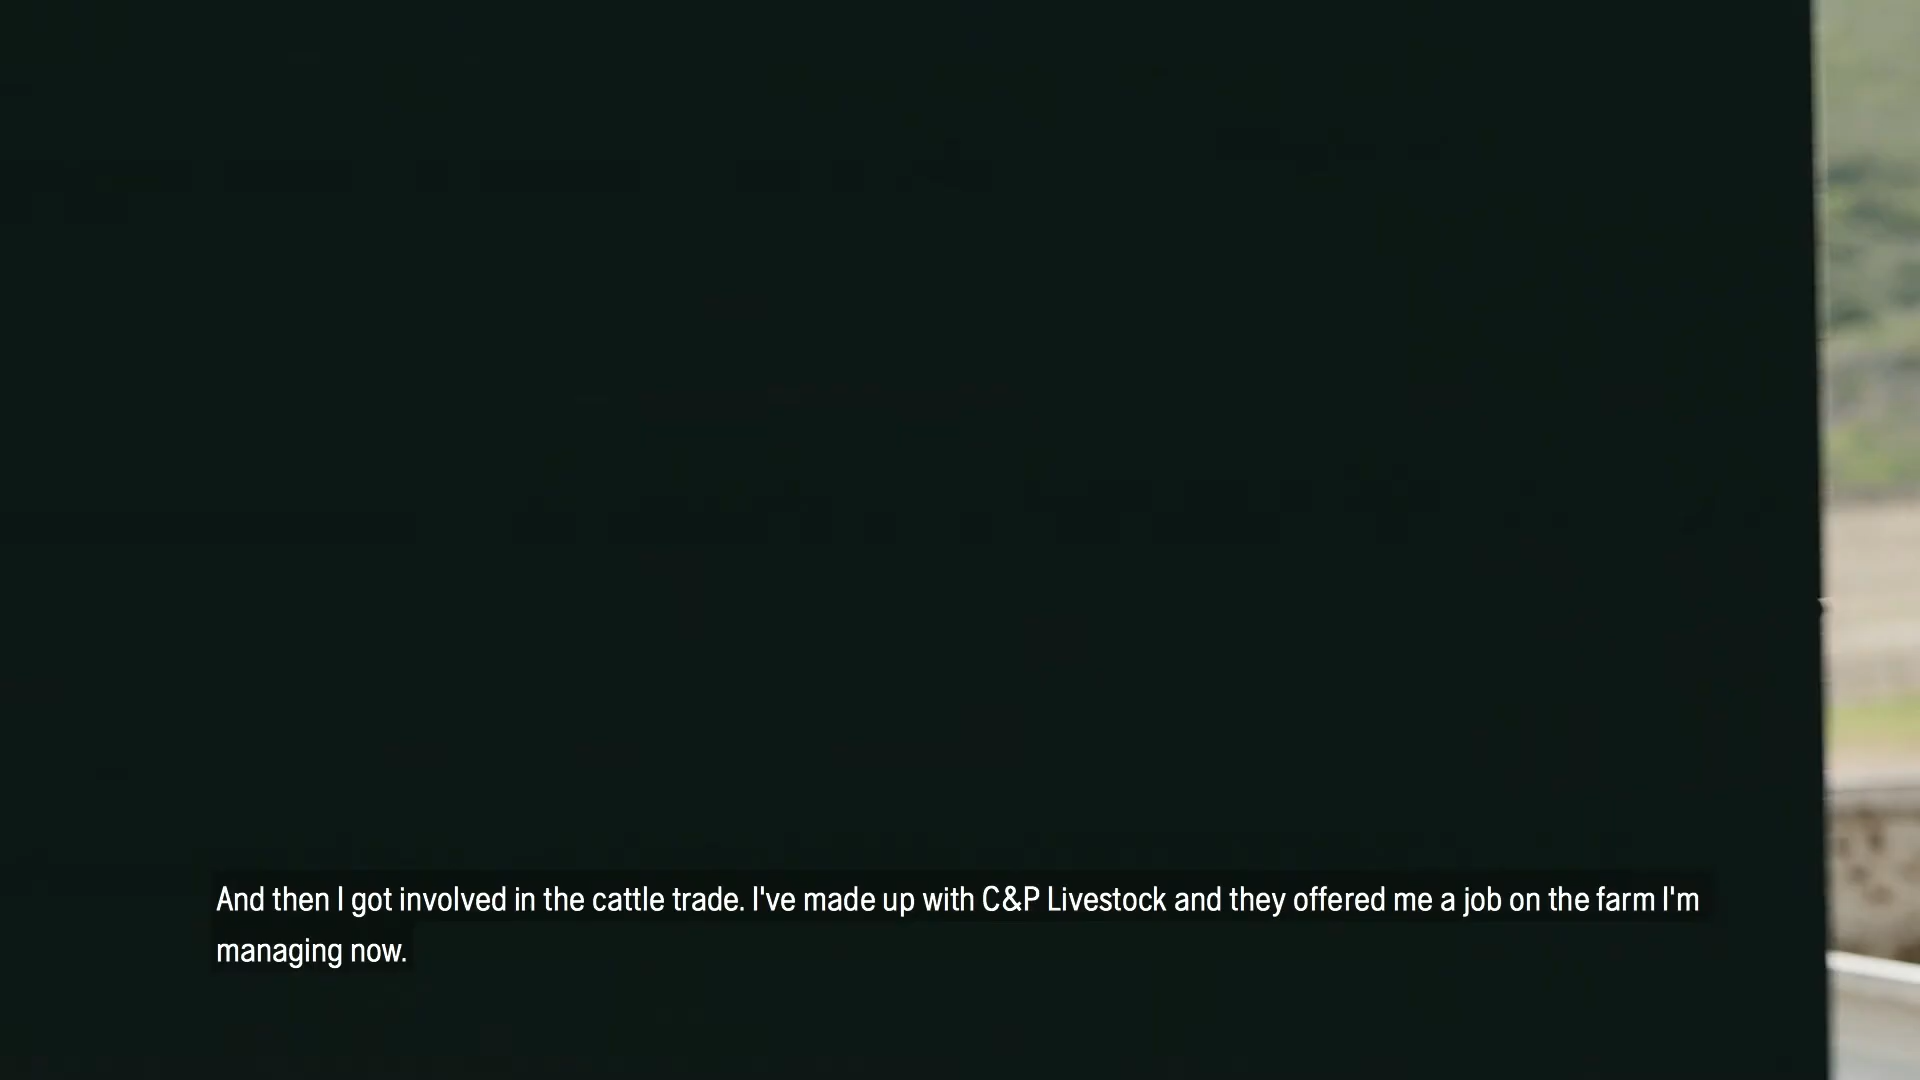 And then I got involved in the cattle trade. I've made up with C&P Livestock and they offered me a job on the farm I'm
managing now.